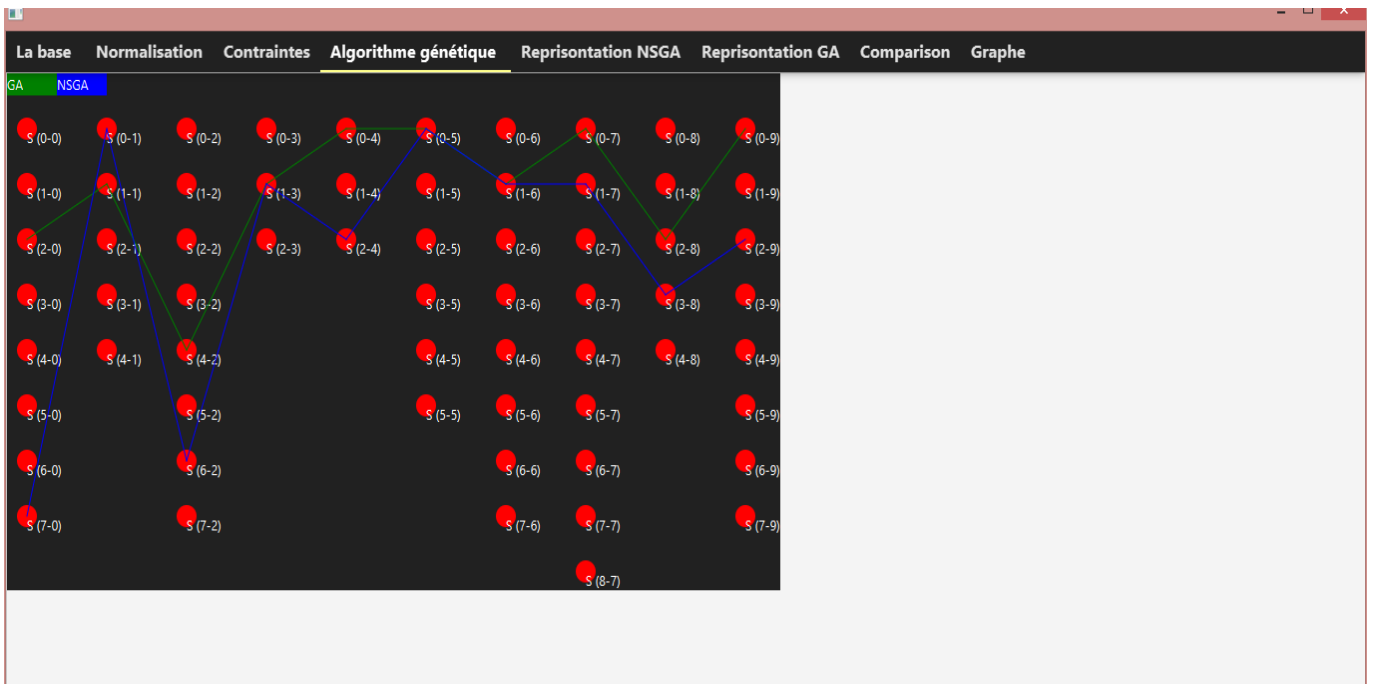 La base Normalisation Contraintes Algorithme génétique Reprisontation NSGA Reprisontation GA Comparison Graphe
GA NSGA
S (0-0) S (0-1) S (0-2) S (0-3) S (0-4) S (0-5) S (0-6) S (0-7) S (0-8) S (0-9)
S (1-0) S (1-1) S (1-2) S (1-3) S (1-4) S (1-5) S (1-6) S (1-7) S (1-8) S (1-9)
S (2-0) S (2-1) S (2-2) S (2-3) S (2-4) S (2-5) S (2-6) S (2-7) S (2-8) S (2-9)
S (3-0) S (3-1) S (3-2) S (3-5) S (3-6) S (3-7) S (3-8) S (3-9)
S (4-0) S (4-1) S (4-2) S (4-5) S (4-6) S (4-7) S (4-8) S (4-9)
S (5-0) S (5-2) S (5-5) S (5-6) S (5-7) S (5-9)
S (6-0) S (6-2) S (6-6) S (6-7) S (6-9)
S (7-0) S (7-2) S (7-6) S (7-7) S (7-9)
S (8-7)